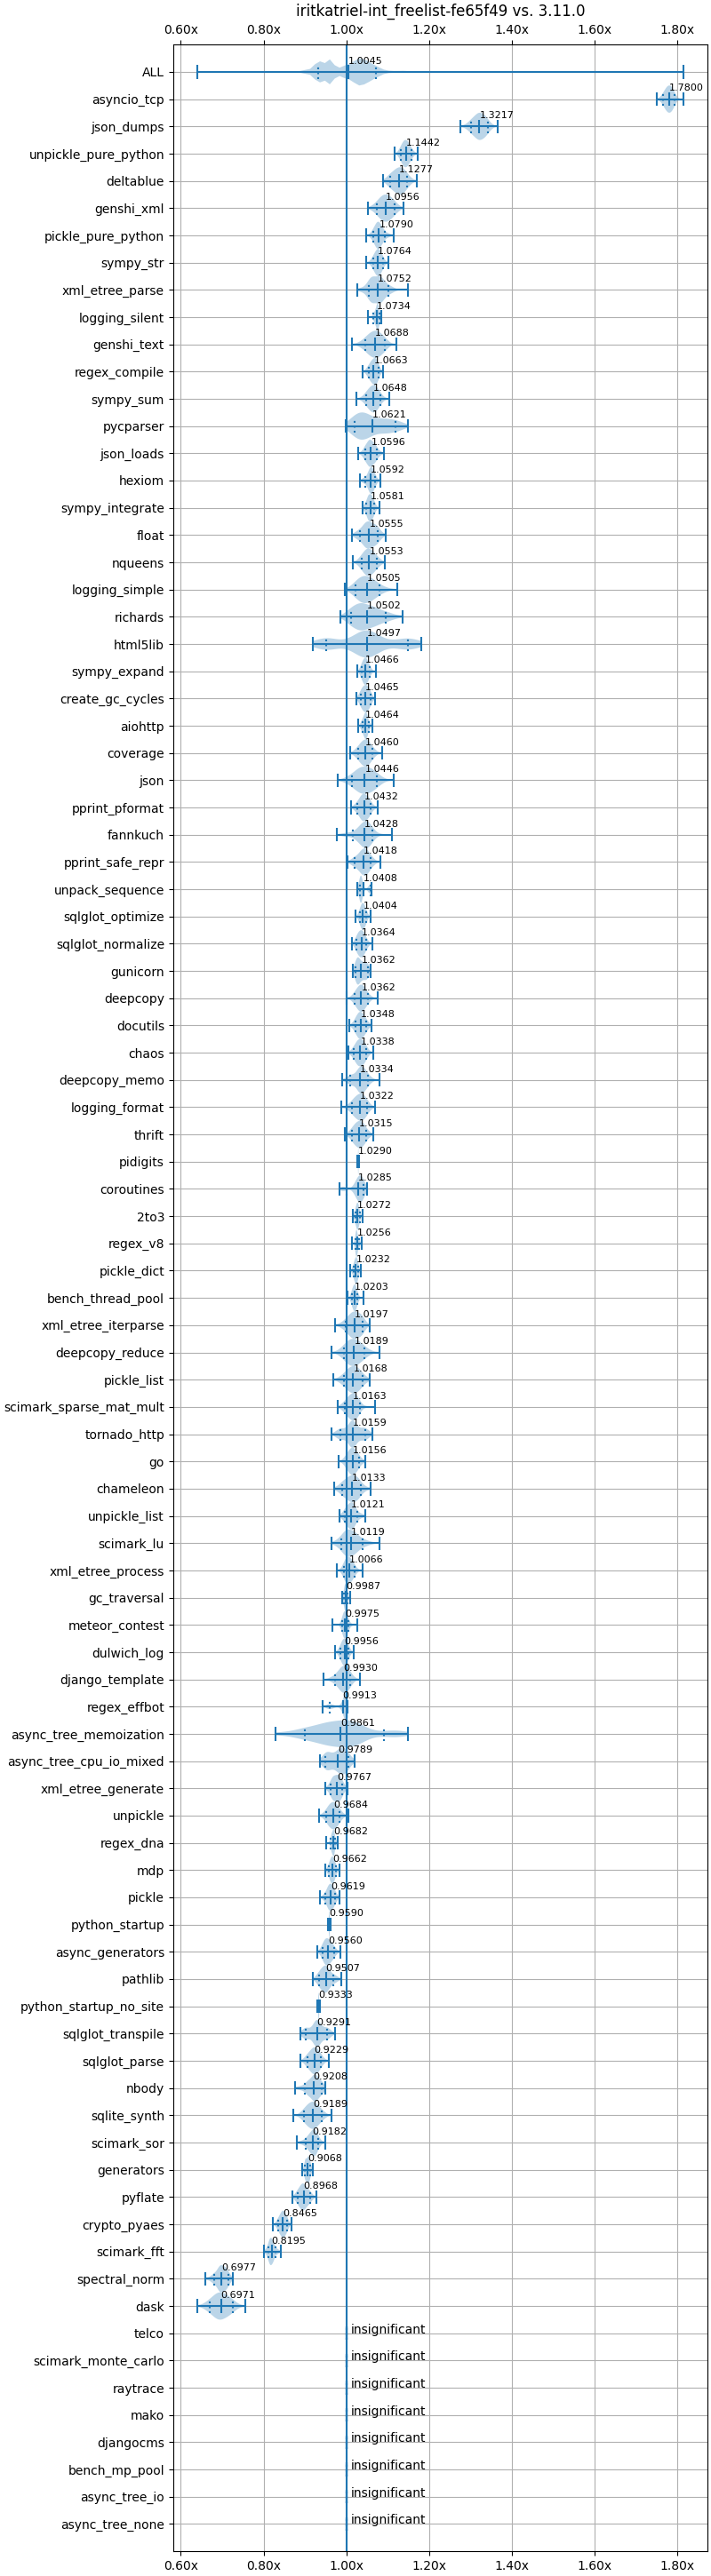 iritkatriel-int_freelist-fe65f49 vs. 3.11.0
0.60x 0.80x 1.00x 1.20x 1.40x 1.60x 1.80x
ALL 1.0045
asyncio_tcp 1.7800
json_dumps 1.3217
unpickle_pure_python 1.1442
deltablue 1.1277
genshi_xml 1.0956
pickle_pure_python 1.0790
sympy_str 1.0764
xml_etree_parse 1.0752
logging_silent 1.0734
genshi_text 1.0688
regex_compile 1.0663
sympy_sum 1.0648
pycparser 1.0621
json_loads 1.0596
hexiom 1.0592
sympy_integrate 1.0581
float 1.0555
nqueens 1.0553
logging_simple 1.0505
richards 1.0502
html5lib 1.0497
sympy_expand 1.0466
create_gc_cycles 1.0465
aiohttp 1.0464
coverage 1.0460
json 1.0446
pprint_pformat 1.0432
fannkuch 1.0428
pprint_safe_repr 1.0418
unpack_sequence 1.0408
sqlglot_optimize 1.0404
sqlglot_normalize 1.0364
gunicorn 1.0362
deepcopy 1.0362
docutils 1.0348
chaos 1.0338
deepcopy_memo 1.0334
logging_format 1.0322
thrift 1.0315
pidigits 1.0290
coroutines 1.0285
2to3 1.0272
regex_v8 1.0256
pickle_dict 1.0232
bench_thread_pool 1.0203
xml_etree_iterparse 1.0197
deepcopy_reduce 1.0189
pickle_list 1.0168
scimark_sparse_mat_mult 1.0163
tornado_http 1.0159
go 1.0156
chameleon 1.0133
unpickle_list 1.0121
scimark_lu 1.0119
xml_etree_process 1.0066
gc_traversal 0.9987
meteor_contest 0.9975
dulwich_log 0.9956
django_template 0.9930
regex_effbot 0.9913
async_tree_memoization 0.9861
async_tree_cpu_io_mixed 0.9789
xml_etree_generate 0.9767
unpickle 0.9684
regex_dna 0.9682
mdp 0.9662
pickle 0.9619
python_startup 0.9590
async_generators 0.9560
pathlib 0.9507
python_startup_no_site 0.9333
sqlglot_transpile 0.9291
sqlglot_parse 0.9229
nbody 0.9208
sqlite_synth 0.9189
scimark_sor 0.9182
generators 0.9068
pyflate 0.8968
crypto_pyaes 0.8465
scimark_fft 0.8195
spectral_norm 0.6977
dask 0.6971
telco insignificant
scimark_monte_carlo insignificant
raytrace insignificant
mako insignificant
djangocms insignificant
bench_mp_pool insignificant
async_tree_io insignificant
async_tree_none insignificant
0.60x 0.80x 1.00x 1.20x 1.40x 1.60x 1.80x